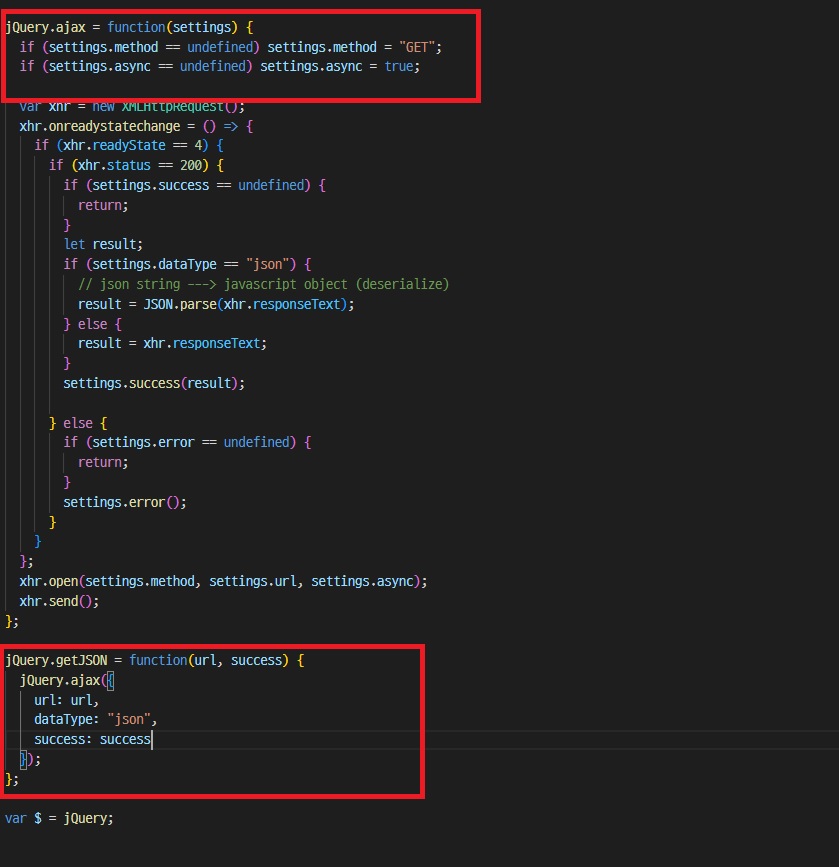 jQuery.ajax = function(settings) {
  if (settings.method == undefined) settings.method = "GET";
  if (settings.async == undefined) settings.async = true;
  var xhr = new XMLHttpRequest();
  xhr.onreadystatechange = () => {
    if (xhr.readyState == 4) {
      if (xhr.status == 200) {
        if (settings.success == undefined) {
          return;
        }
        let result;
        if (settings.dataType == "json") {
          // json string ---> javascript object (deserialize)
          result = JSON.parse(xhr.responseText);
        } else {
          result = xhr.responseText;
        }
        settings.success(result);
      } else {
        if (settings.error == undefined) {
          return;
        }
        settings.error();
      }
    }
  };
  xhr.open(settings.method, settings.url, settings.async);
  xhr.send();
};
jQuery.getJSON = function(url, success) {
  jQuery.ajax({
    url: url,
    dataType: "json",
    success: success
  });
};
var $ = jQuery;